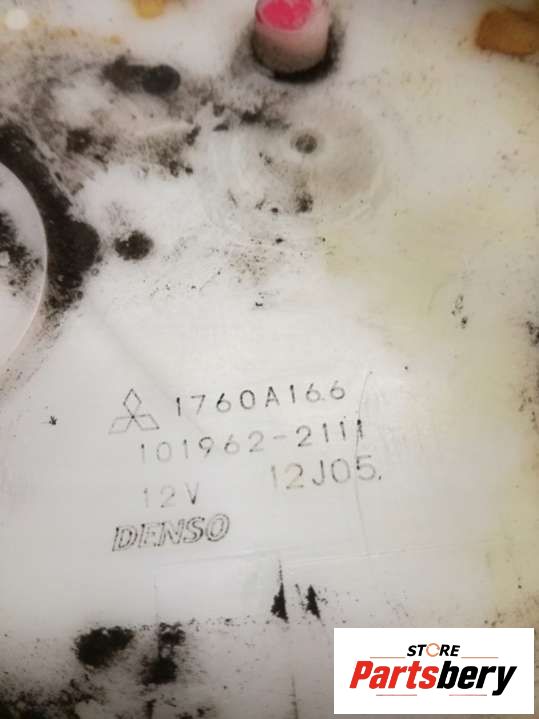 1760A166
101962-2111
12V 12J05
DENSO
STORE
Partsbery